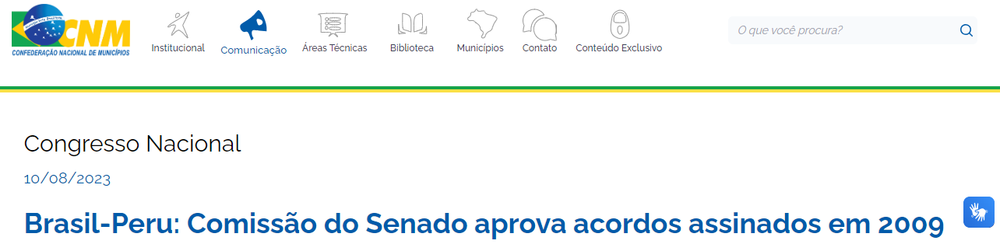 CNM
CONFEDERAÇÃO NACIONAL DE MUNICÍPIOS
Institucional
Comunicação
Áreas Técnicas
Biblioteca
Municípios
Contato
Conteúdo Exclusivo
O que você procura?
Congresso Nacional
10/08/2023
Brasil-Peru: Comissão do Senado aprova acordos assinados em 2009